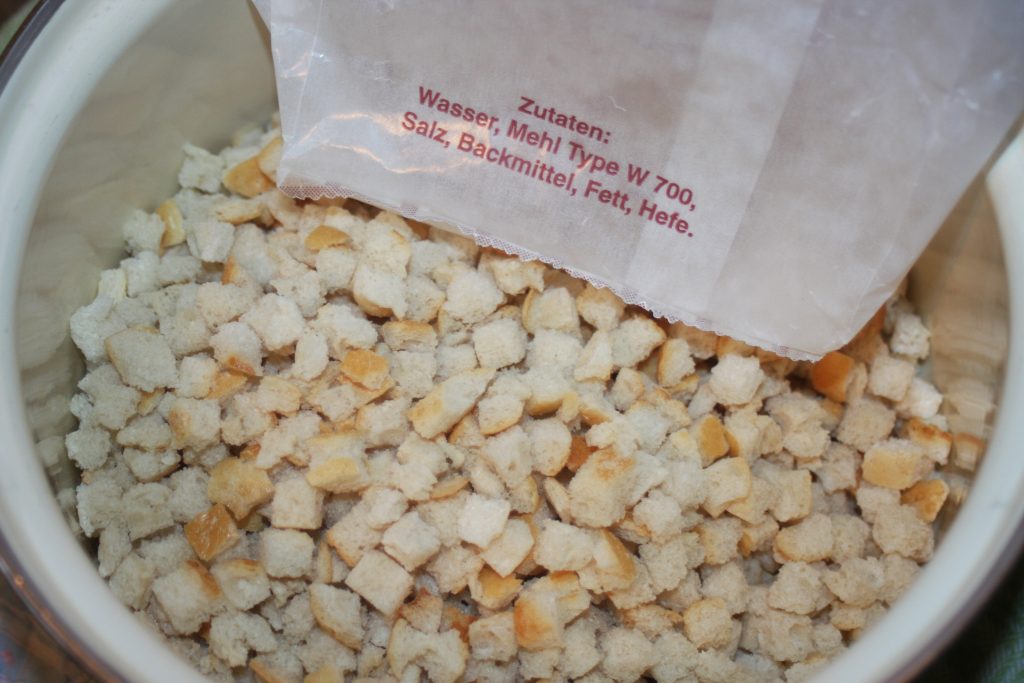 Zutaten:
Wasser, Mehl Type W 700,
Salz, Backmittel, Fett, Hefe.